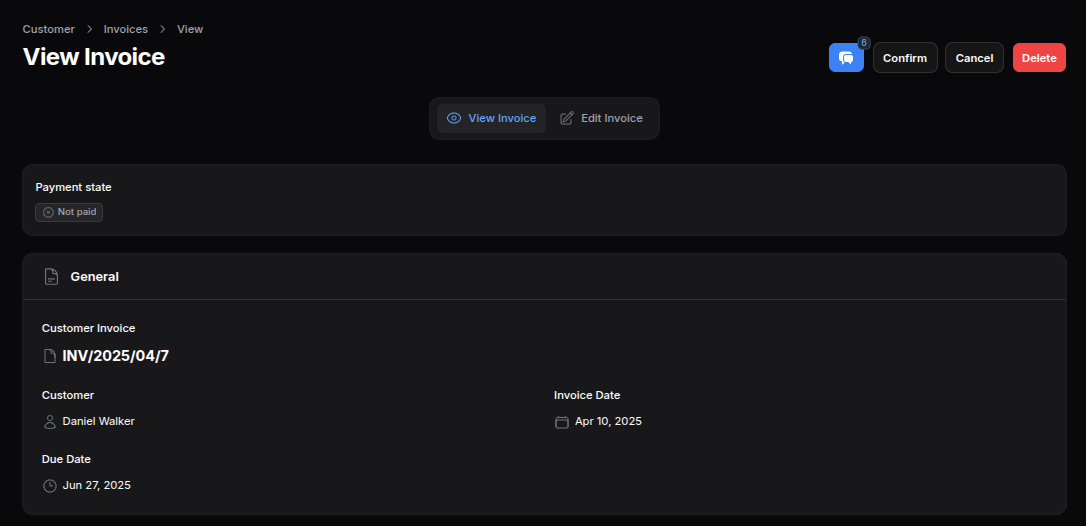 Customer > Invoices > View
View Invoice
6
Confirm Cancel Delete
View Invoice Edit Invoice
Payment state
Not paid
General
Customer Invoice
INV/2025/04/7
Customer Invoice Date
Daniel Walker Apr 10, 2025
Due Date
Jun 27, 2025